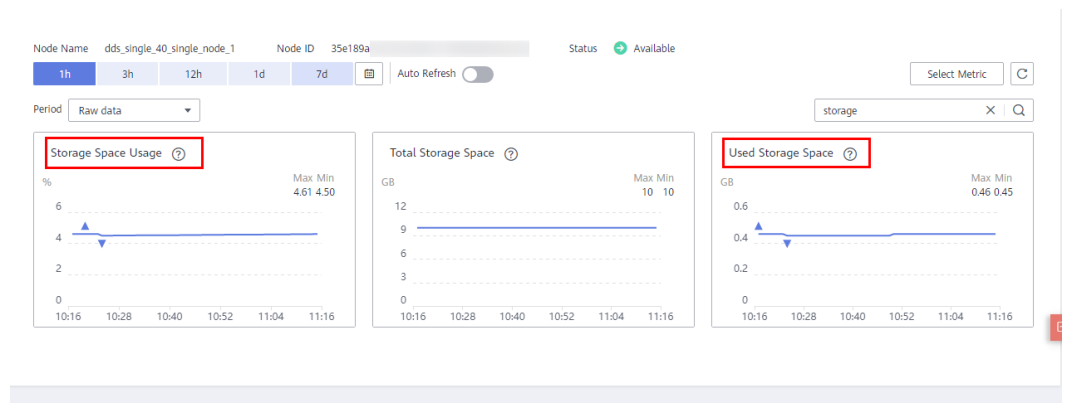 Node Name dds_single_40_single_node_1 Node ID 35e189a Status Available
1h 3h 12h 1d 7d Auto Refresh Select Metric
Period Raw data storage
Storage Space Usage
%
Max Min
4.61 4.50
6
4
2
0
10:16 10:28 10:40 10:52 11:04 11:16
Total Storage Space
GB
Max Min
10 10
12
9
6
3
0
10:16 10:28 10:40 10:52 11:04 11:16
Used Storage Space
GB
Max Min
0.46 0.45
0.6
0.4
0.2
0
10:16 10:28 10:40 10:52 11:04 11:16